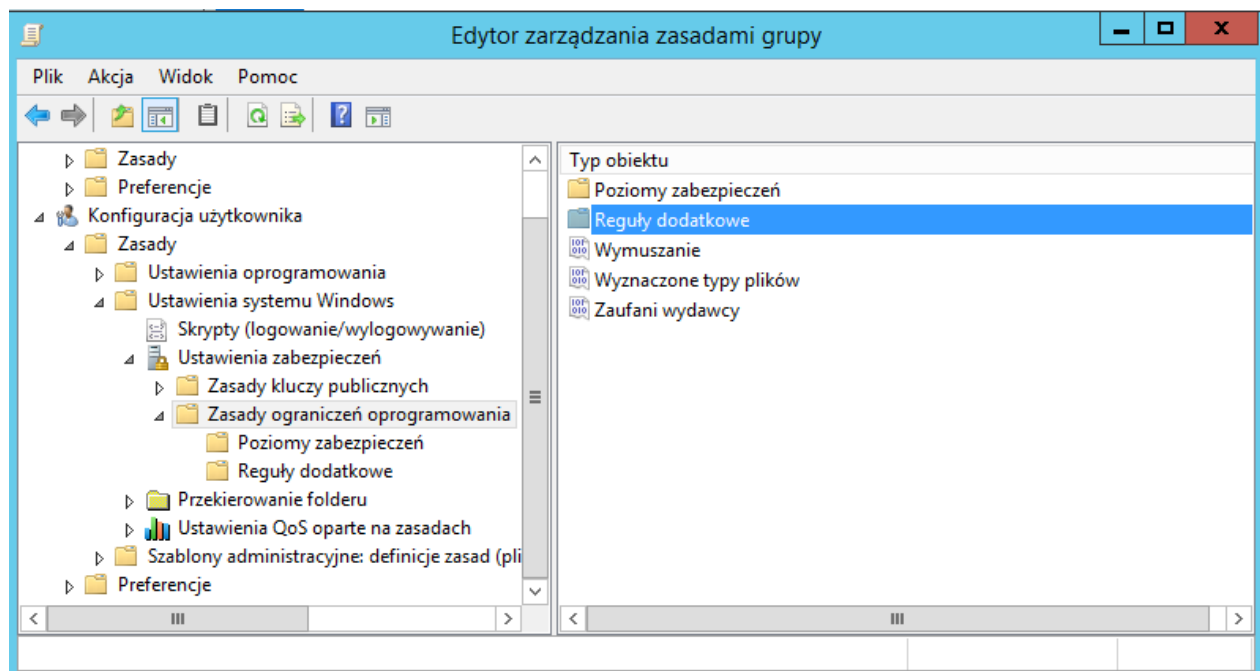 Edytor zarządzania zasadami grupy
Plik Akcja Widok Pomoc
Zasady
Preferencje
Konfiguracja użytkownika
Zasady
Ustawienia oprogramowania
Ustawienia systemu Windows
Skrypty (logowanie/wylogowywanie)
Ustawienia zabezpieczeń
Zasady kluczy publicznych
Zasady ograniczeń oprogramowania
Poziomy zabezpieczeń
Reguły dodatkowe
Przekierowanie folderu
Ustawienia QoS oparte na zasadach
Szablony administracyjne: definicje zasad (pli
Preferencje
Typ obiektu
Poziomy zabezpieczeń
Reguły dodatkowe
Wymuszanie
Wyznaczone typy plików
Zaufani wydawcy